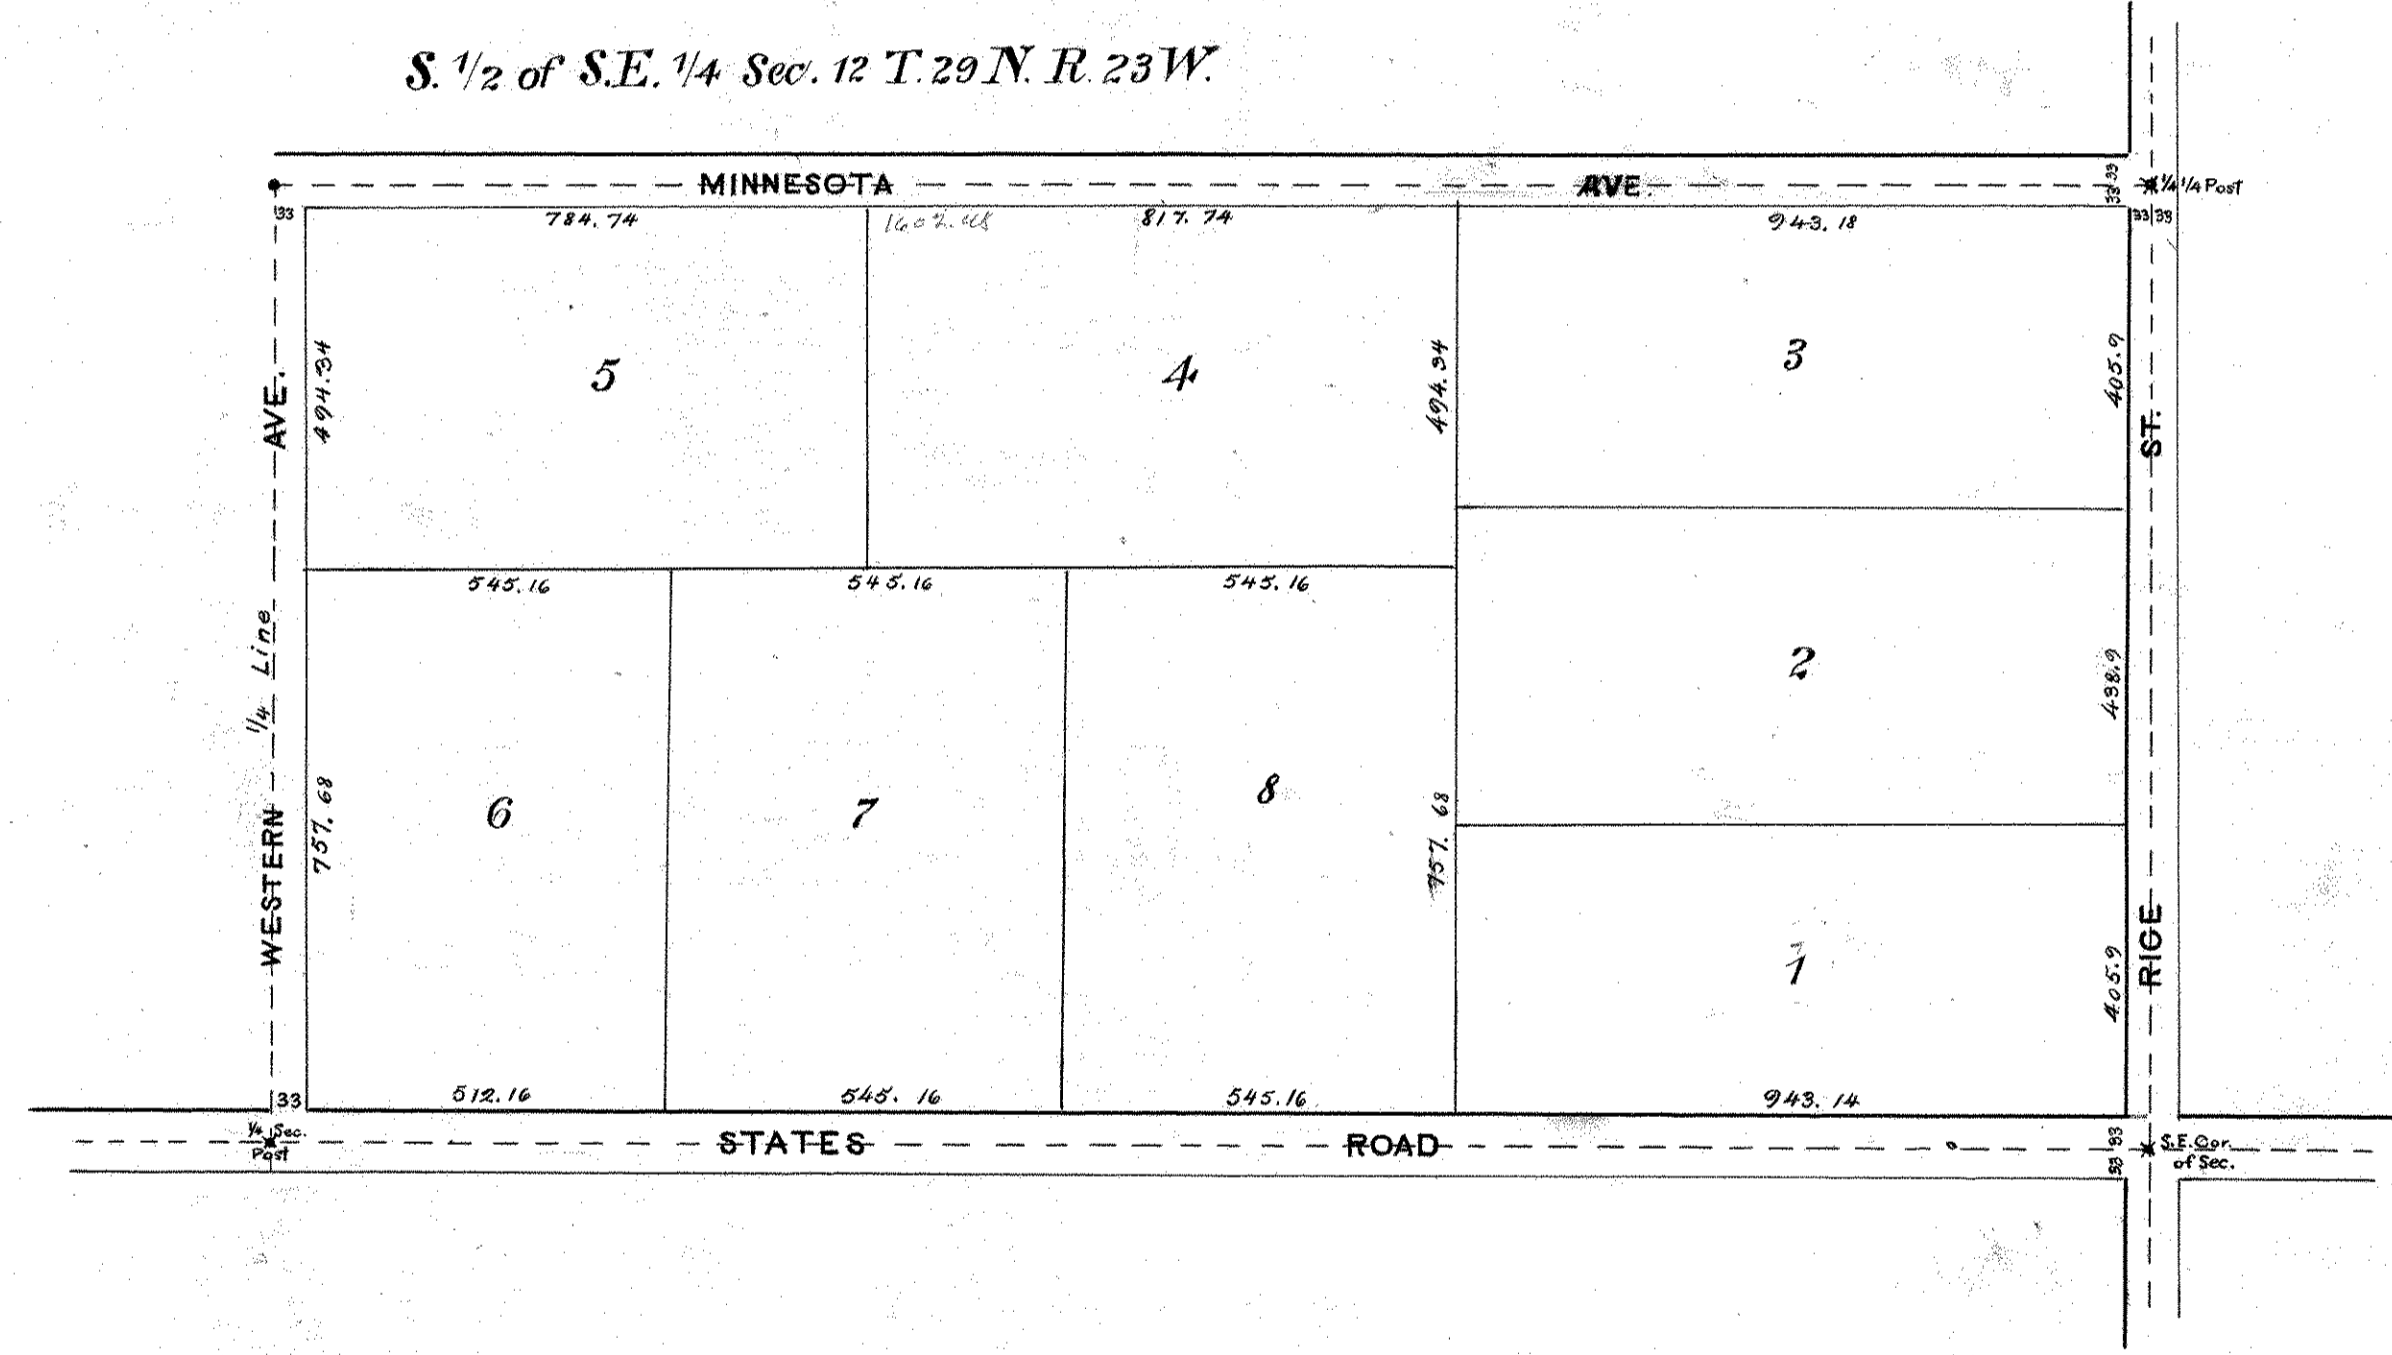 S. 1/2 of S.E. 1/4 Sec. 12 T. 29 N. R. 23 W.
MINNESOTA AVE.
1/4 1/4 Post
33 33
33
33 33
784.74
1602.48
817.74
943.18
494.34
5
4
494.34
3
405.9
WESTERN AVE.
1/4 Line
RIGE ST.
545.16
545.16
545.16
2
438.9
757.68
6
7
8
757.68
1
405.9
33
512.16
545.16
545.16
943.14
1/4 Sec.
Post
STATES ROAD
33 33
S.E. Cor.
of Sec.